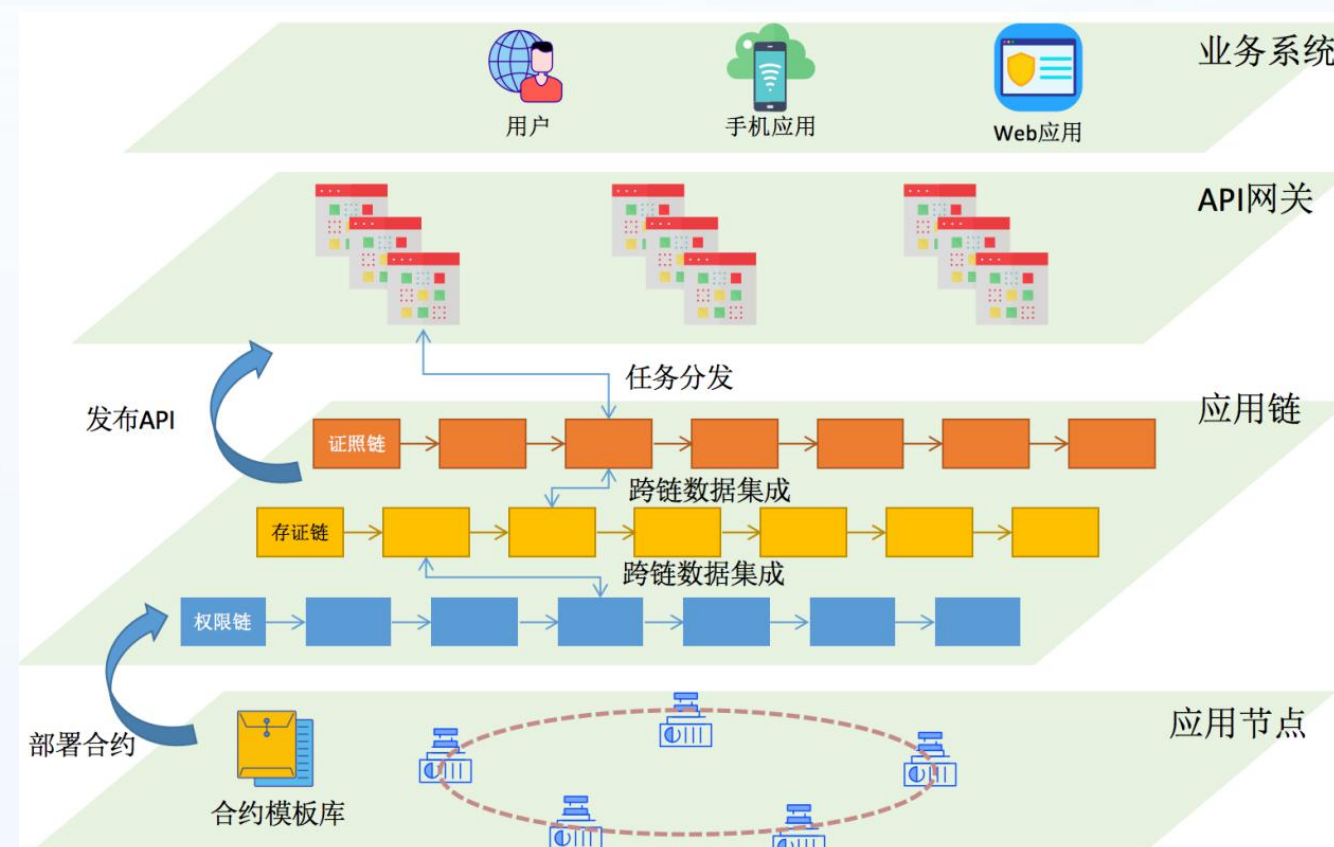 业务系统
用户
手机应用
Web应用
API网关
任务分发
发布API
应用链
证照链
跨链数据集成
存证链
跨链数据集成
权限链
应用节点
部署合约
合约模板库